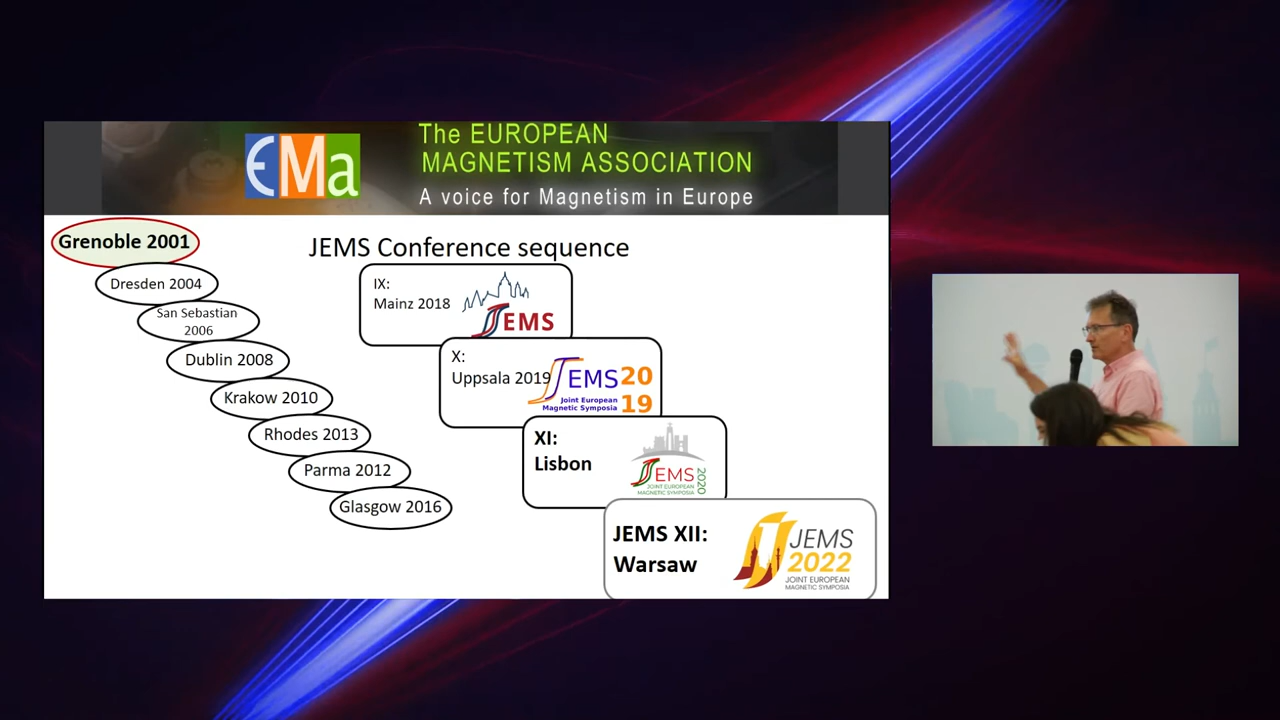 EMa
The EUROPEAN
MAGNETISM ASSOCIATION
A voice for Magnetism in Europe
JEMS Conference sequence
Grenoble 2001
Dresden 2004
San Sebastian
2006
Dublin 2008
Krakow 2010
Rhodes 2013
Parma 2012
Glasgow 2016
IX:
Mainz 2018
JEMS
X:
Uppsala 2019
JEMS 20
19
Joint European
Magnetic Symposia
XI:
Lisbon
JEMS
2020
JOINT EUROPEAN
MAGNETIC SYMPOSIA
JEMS XII:
Warsaw
JEMS
2022
JOINT EUROPEAN
MAGNETIC SYMPOSIA